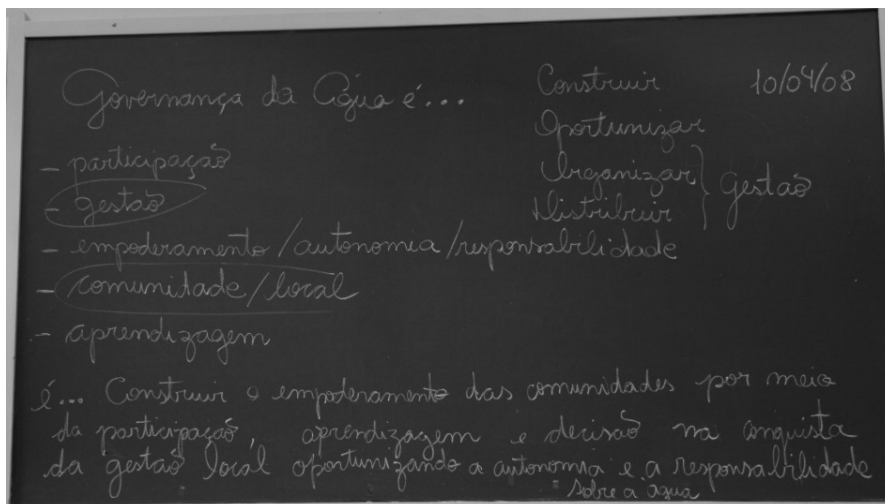 Governança da Água é...
- participação
- gestão
- empoderamento/autonomia/responsabilidade
- comunidade/local
- aprendizagem
Construir
Oportunizar
Organizar
Distribuir
Gestão
10/04/08
é... Construir o empoderamento das comunidades por meio
da participação, aprendizagem e decisão na conquista
da gestão local oportunizando a autonomia e a responsabilidade
sobre a água